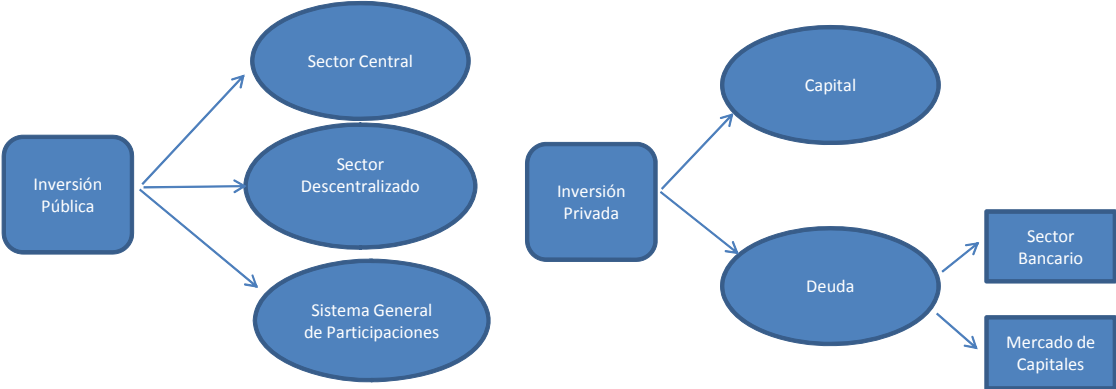 Inversión
Pública
Sector Central
Sector
Descentralizado
Sistema General
de Participaciones
Inversión
Privada
Capital
Deuda
Sector
Bancario
Mercado de
Capitales